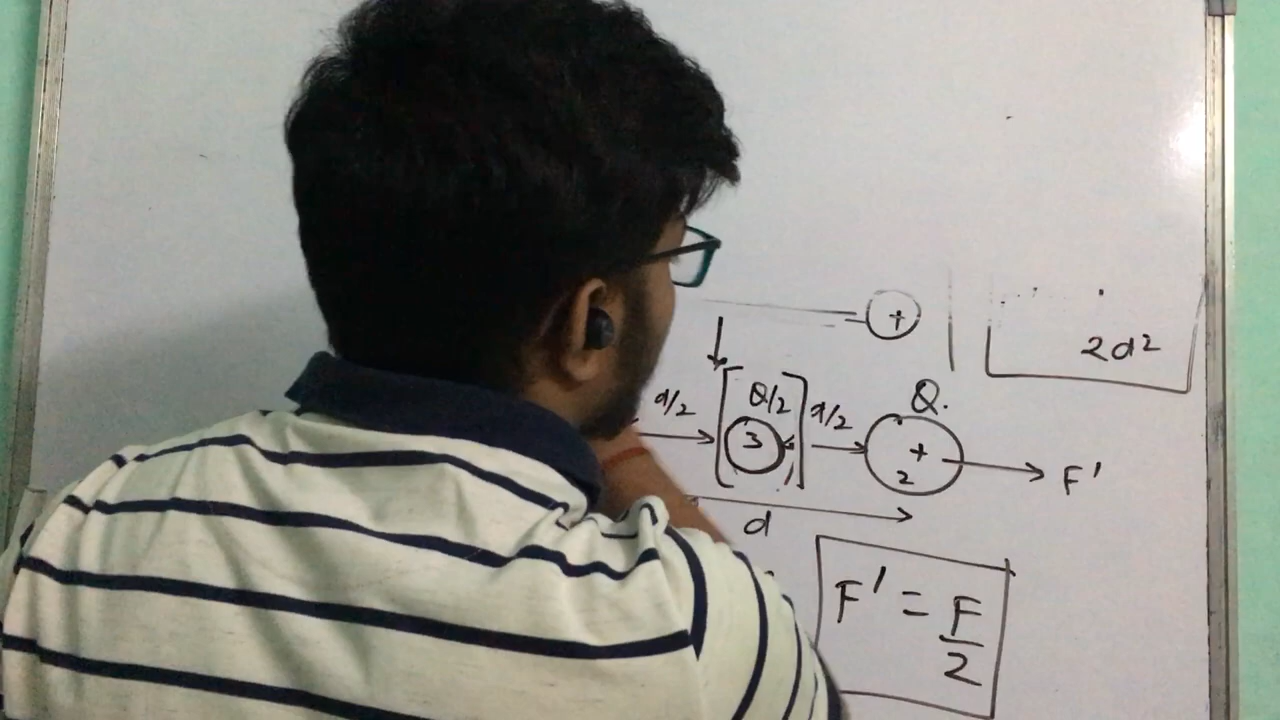 +
2d²
d/2 [Q/2 3] d/2 Q. + 2 F'
d
F' = F/2